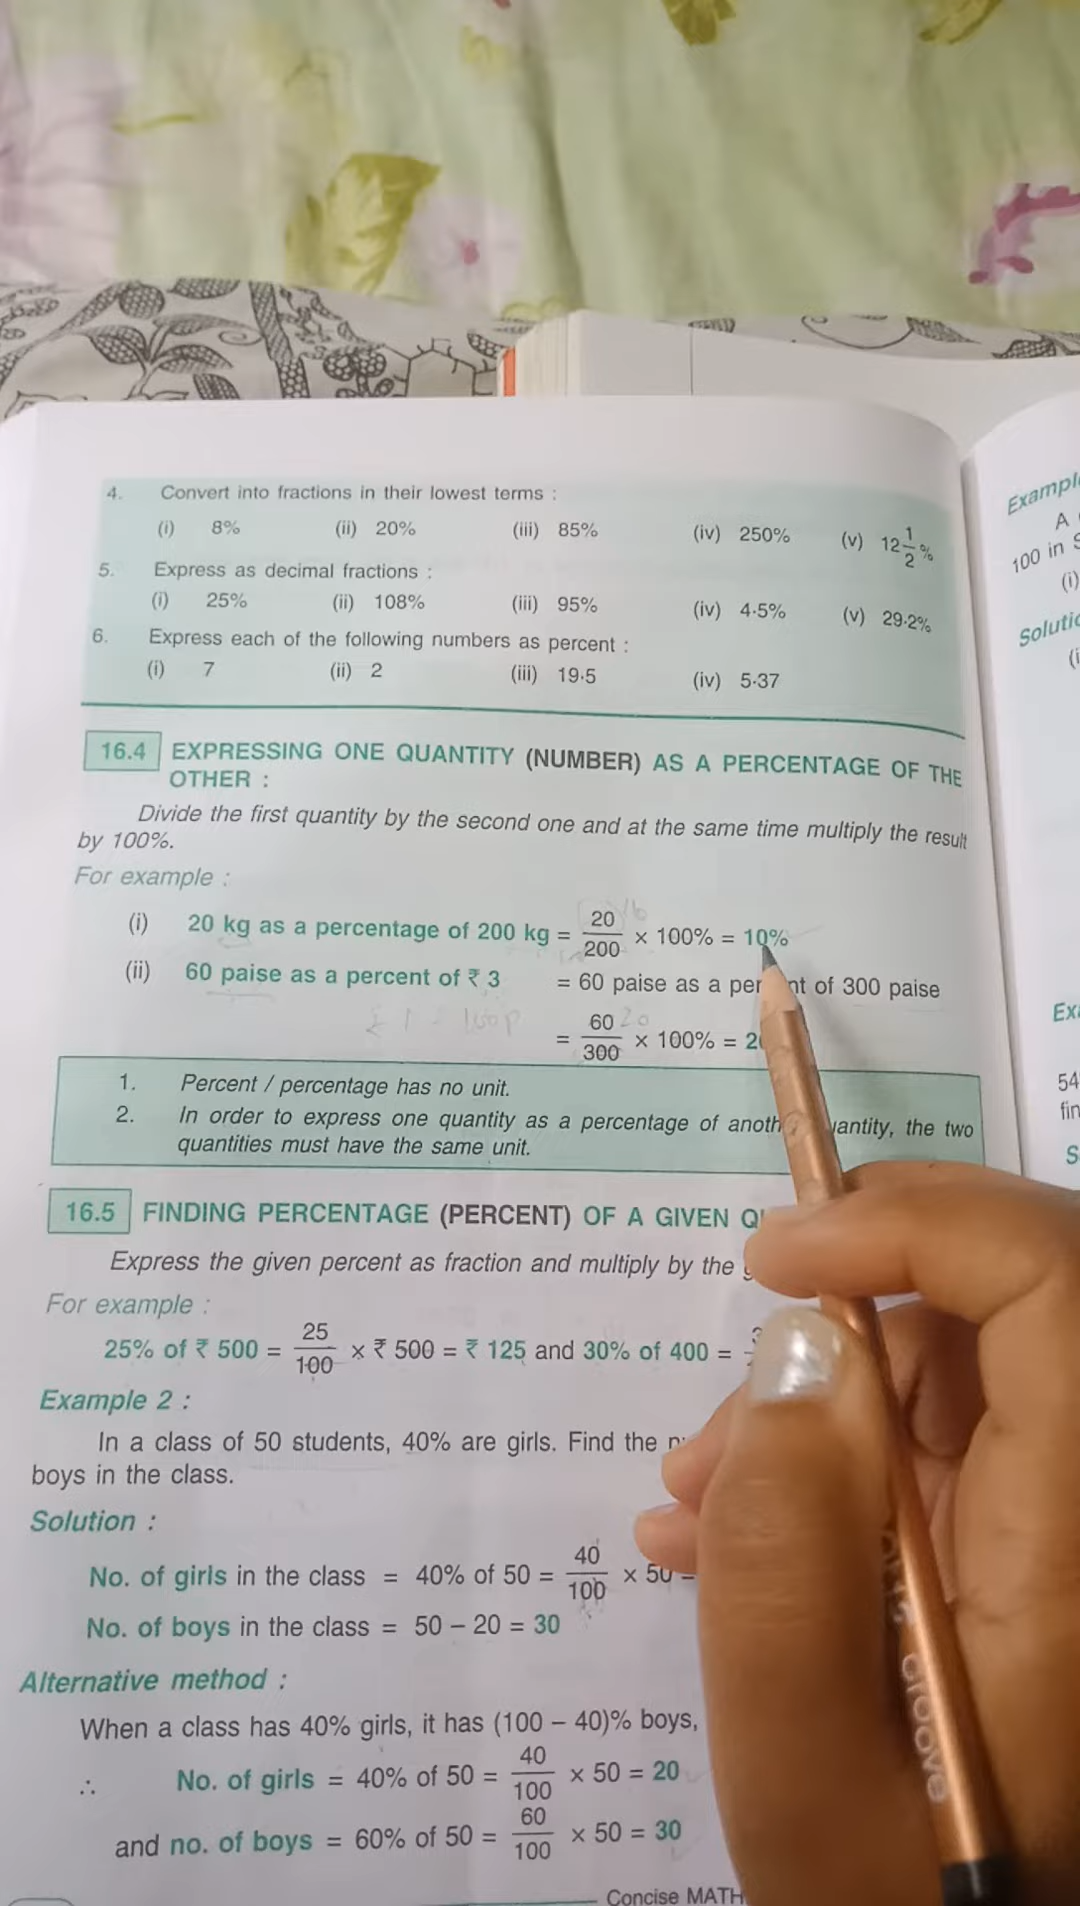 4. Convert into fractions in their lowest terms :
(i) 8% (ii) 20% (iii) 85% (iv) 250% (v) 12 1/2 %
5. Express as decimal fractions :
(i) 25% (ii) 108% (iii) 95% (iv) 4·5% (v) 29·2%
6. Express each of the following numbers as percent :
(i) 7 (ii) 2 (iii) 19·5 (iv) 5·37
16.4 EXPRESSING ONE QUANTITY (NUMBER) AS A PERCENTAGE OF THE
OTHER :
Divide the first quantity by the second one and at the same time multiply the result
by 100%.
For example :
(i) 20 kg as a percentage of 200 kg = 20/200 × 100% = 10%
(ii) 60 paise as a percent of ₹ 3 = 60 paise as a of 300 paise
₹ 1 = 100p
= 60/300 20 × 100% =
1. Percent / percentage has no unit.
2. In order to express one quantity as a percentage of the two
quantities must have the same unit.
16.5 FINDING PERCENTAGE (PERCENT) OF A GIVEN
Express the given percent as fraction and multiply by the
For example :
25% of ₹ 500 = 25/100 × ₹ 500 = ₹ 125 and 30% of 400 =
Example 2 :
In a class of 50 students, 40% are girls. Find the
boys in the class.
Solution :
No. of girls in the class = 40% of 50 = 40/100 × 50 =
No. of boys in the class = 50 – 20 = 30
Alternative method :
When a class has 40% girls, it has (100 – 40)% boys,
∴ No. of girls = 40% of 50 = 40/100 × 50 = 20
and no. of boys = 60% of 50 = 60/100 × 50 = 30
Concise MATH
Example
A
100 in
(i)
Solution
54